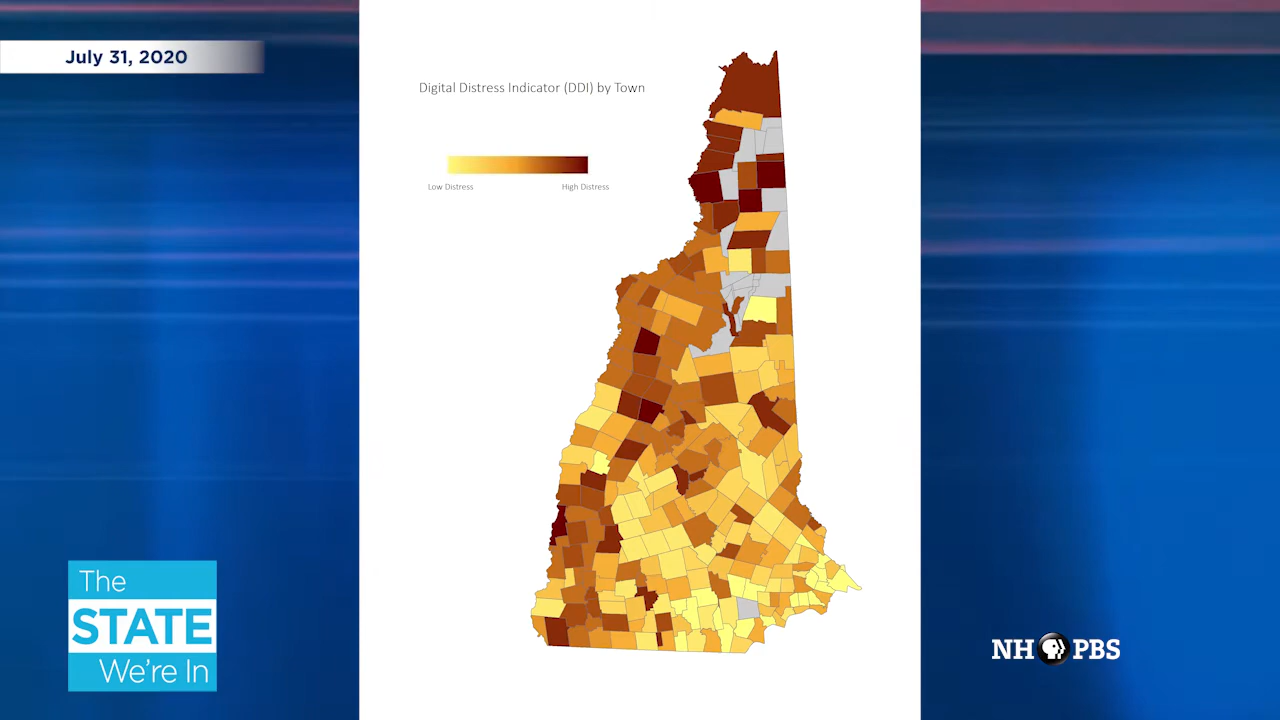 July 31, 2020
Digital Distress Indicator (DDI) by Town
Low Distress
High Distress
The
STATE
We're In
NH PBS